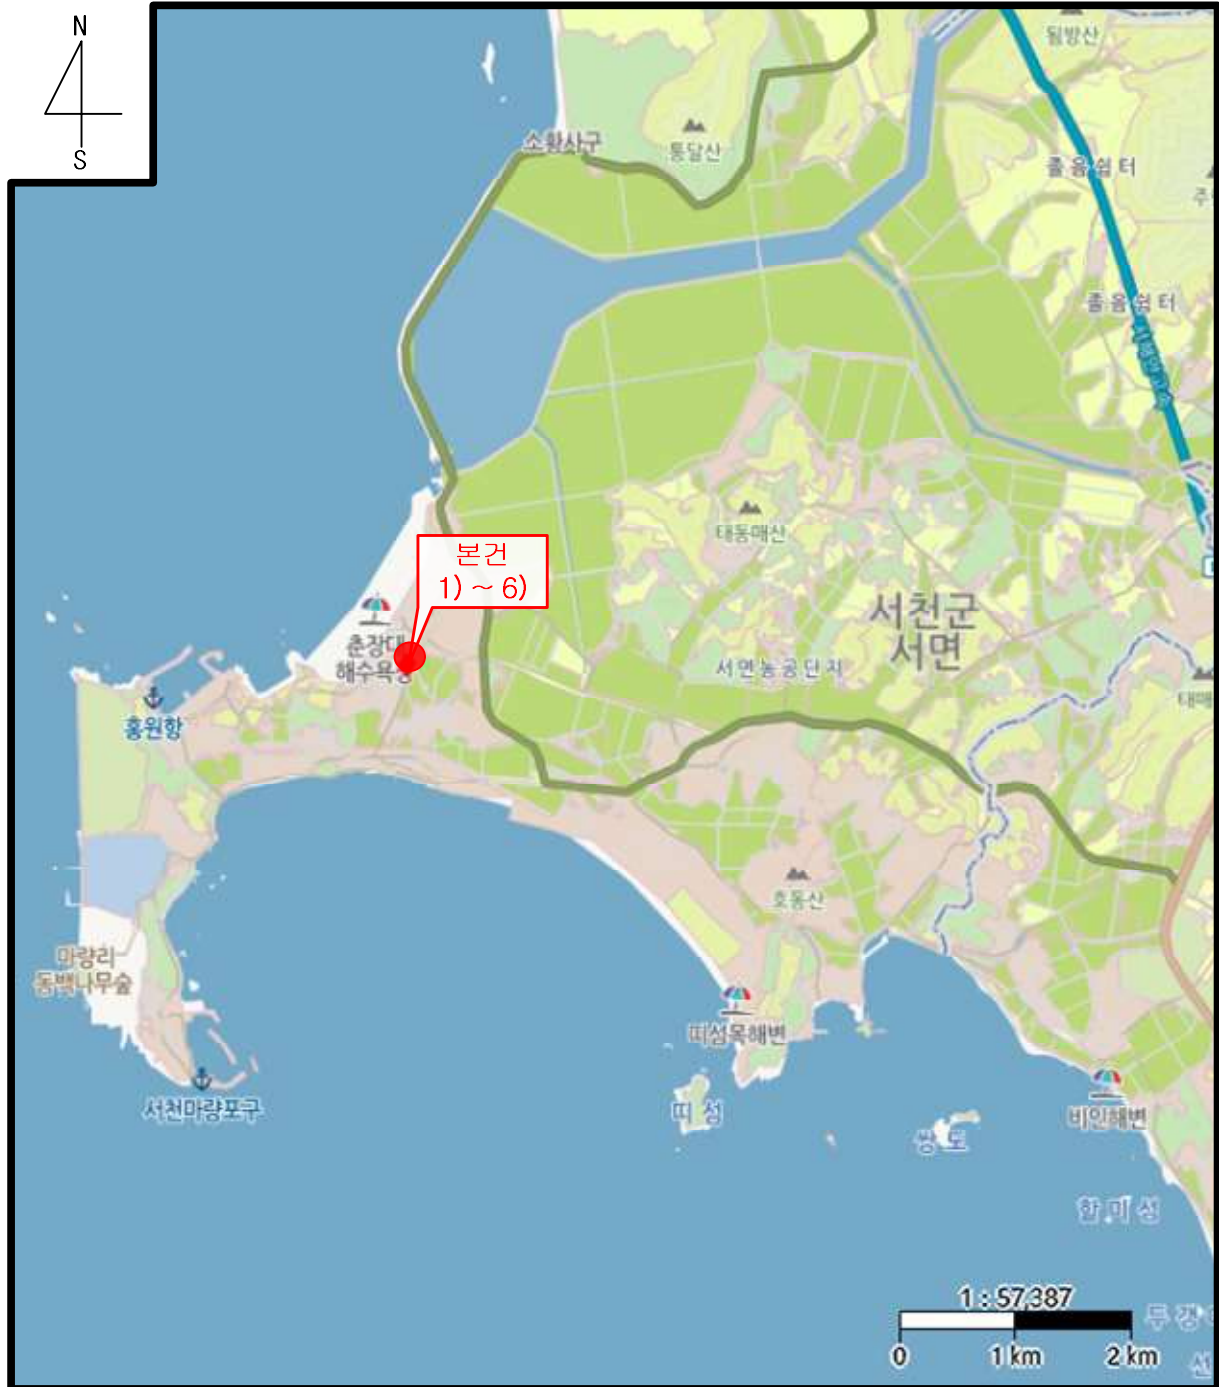 N
S
뒴방산
소황사구
통달산
졸음쉼터
졸음쉼터
본건
1) ~ 6)
태동매산
서천군
서면
춘장대
해수욕장
서면농공단지
홍원항
호동산
마량리
동백나무숲
띠섬목해변
서천마량포구
띠섬
쌍도
비인해변
할미섬
1 : 57,387
0
1 km
2 km